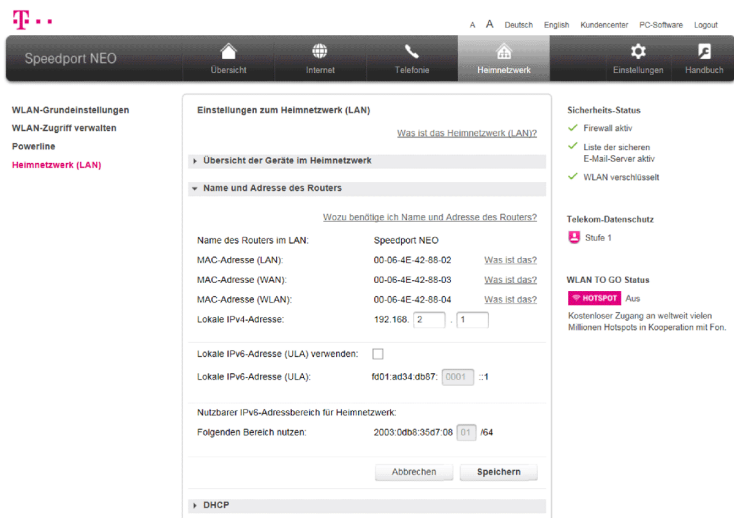 T
A A Deutsch English Kundencenter PC-Software Logout
Speedport NEO
Übersicht Internet Telefonie Heimnetzwerk Einstellungen Handbuch
WLAN-Grundeinstellungen
WLAN-Zugriff verwalten
Powerline
Heimnetzwerk (LAN)
Einstellungen zum Heimnetzwerk (LAN)
Was ist das Heimnetzwerk (LAN)?
Übersicht der Geräte im Heimnetzwerk
Name und Adresse des Routers
Wozu benötige ich Name und Adresse des Routers?
Name des Routers im LAN: Speedport NEO
MAC-Adresse (LAN): 00-06-4E-42-88-02 Was ist das?
MAC-Adresse (WAN): 00-06-4E-42-88-03 Was ist das?
MAC-Adresse (WLAN): 00-06-4E-42-88-04 Was ist das?
Lokale IPv4-Adresse: 192.168. 2 . 1
Lokale IPv6-Adresse (ULA) verwenden:
Lokale IPv6-Adresse (ULA): fd01:ad34:db87: 0001 ::1
Nutzbarer IPv6-Adressbereich für Heimnetzwerk:
Folgenden Bereich nutzen: 2003:0db8:35d7:08 01 /64
Abbrechen Speichern
DHCP
Sicherheits-Status
Firewall aktiv
Liste der sicheren
E-Mail-Server aktiv
WLAN verschlüsselt
Telekom-Datenschutz
Stufe 1
WLAN TO GO Status
HOTSPOT Aus
Kostenloser Zugang an weltweit vielen
Millionen Hotspots in Kooperation mit Fon.